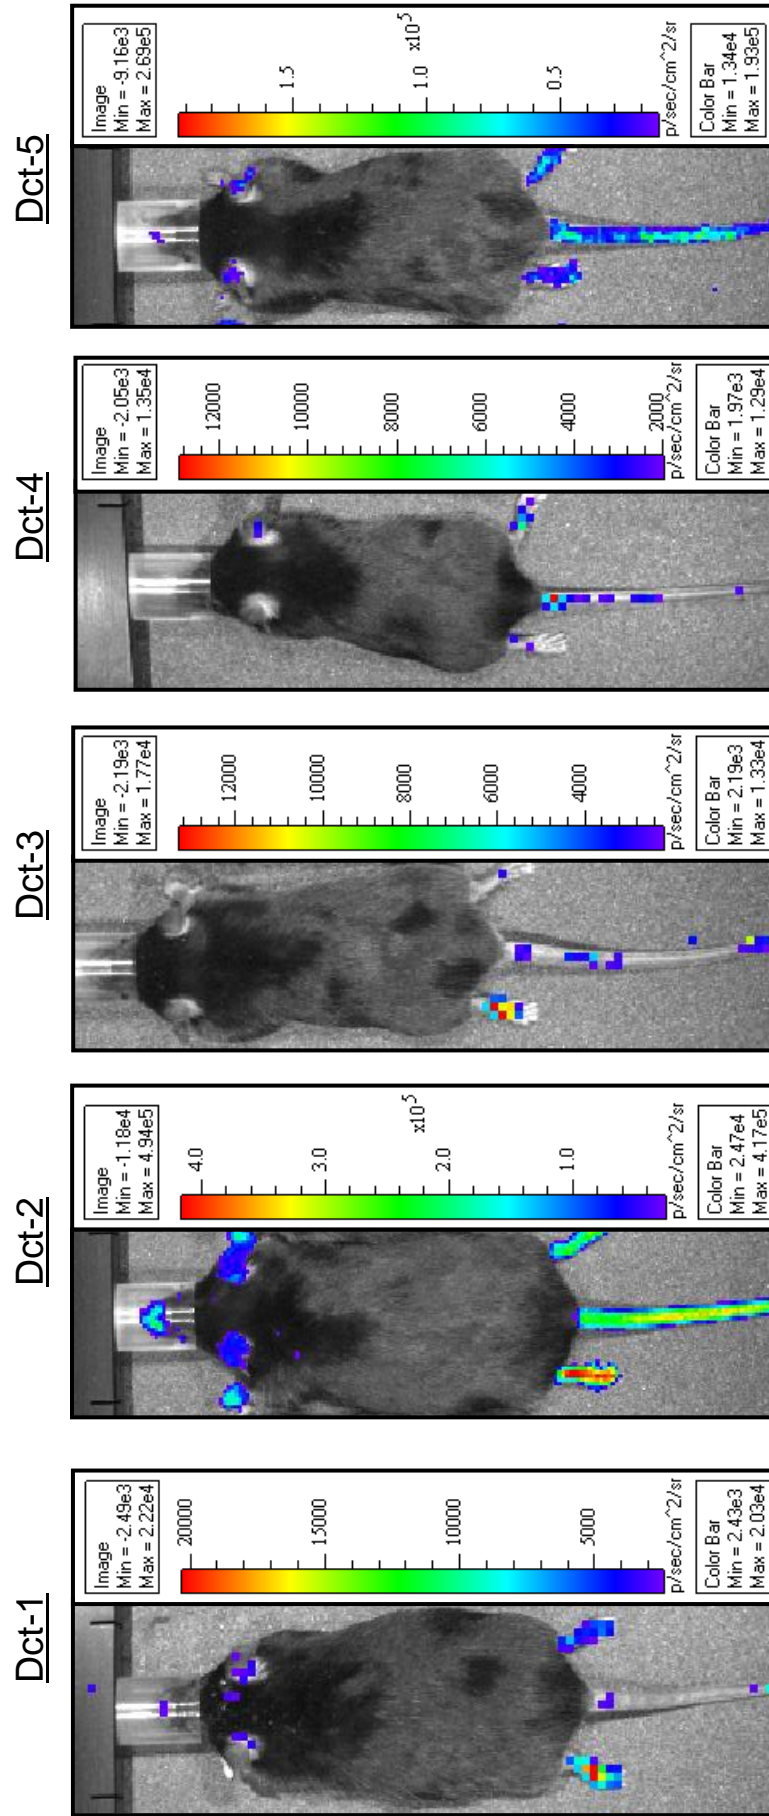 Dct-1
Image
Min = -2.49e3
Max = 2.22e4
20000
15000
10000
5000
p/sec/cm^2/sr
Color Bar
Min = 2.43e3
Max = 2.03e4
Dct-2
Image
Min = -1.18e4
Max = 4.94e5
4.0
3.0
x10^5
2.0
1.0
p/sec/cm^2/sr
Color Bar
Min = 2.47e4
Max = 4.17e5
Dct-3
Image
Min = -2.19e3
Max = 1.77e4
12000
10000
8000
6000
4000
p/sec/cm^2/sr
Color Bar
Min = 2.19e3
Max = 1.33e4
Dct-4
Image
Min = -2.05e3
Max = 1.35e4
12000
10000
8000
6000
4000
2000
p/sec/cm^2/sr
Color Bar
Min = 1.97e3
Max = 1.29e4
Dct-5
Image
Min = -9.16e3
Max = 2.69e5
1.5
x10^5
1.0
0.5
p/sec/cm^2/sr
Color Bar
Min = 1.34e4
Max = 1.93e5